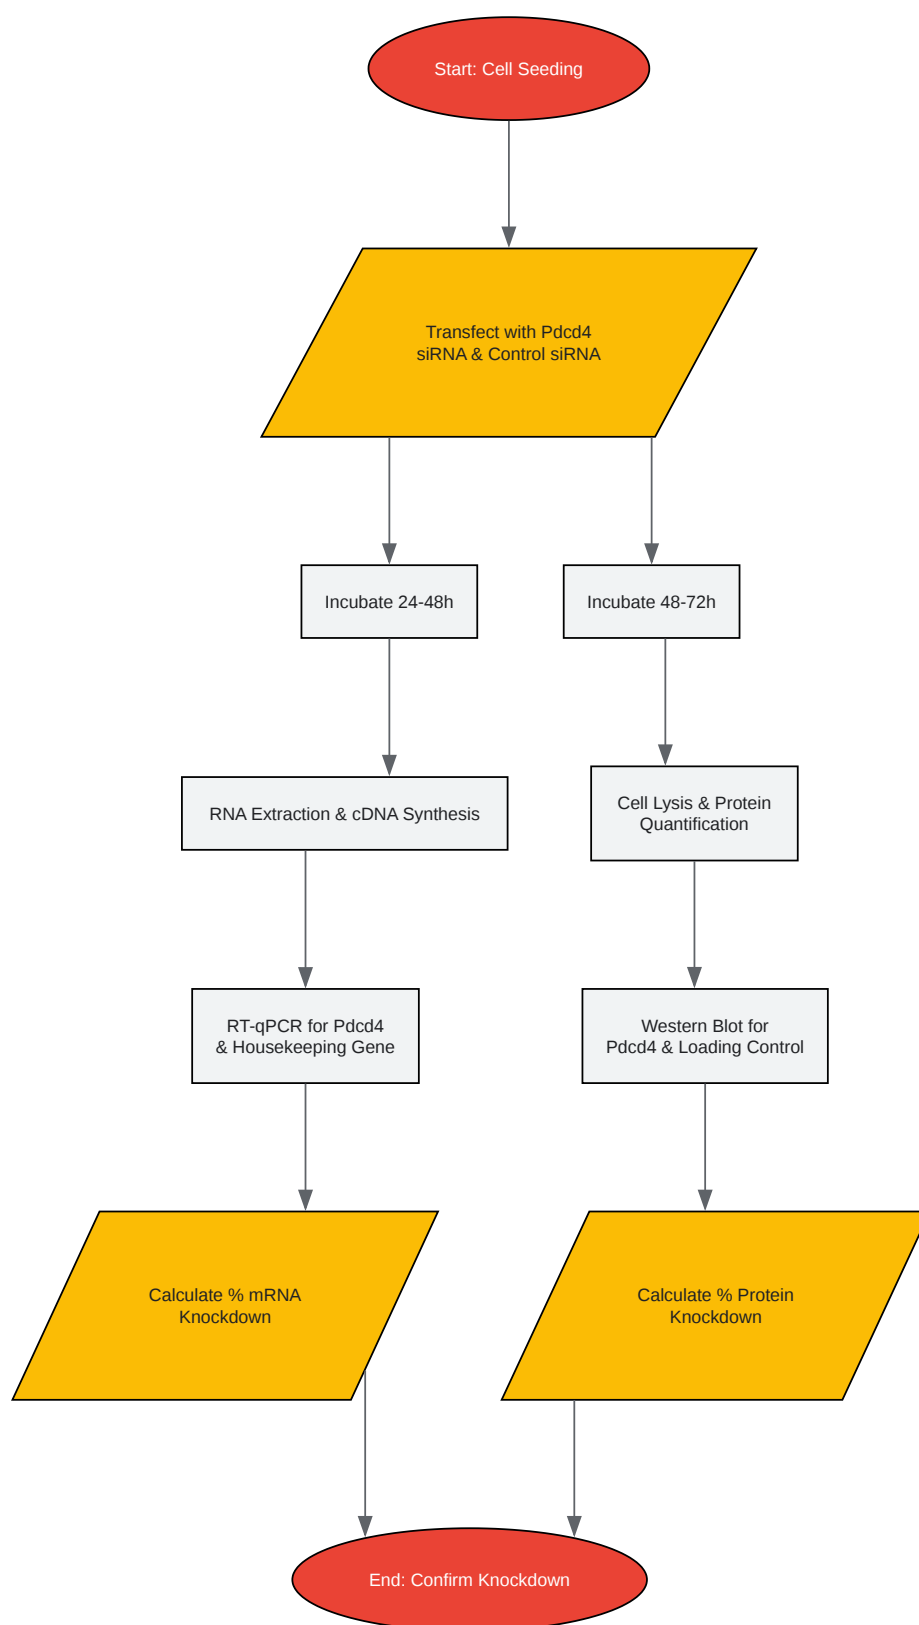 Start: Cell Seeding
Transfect with Pdcd4
siRNA & Control siRNA
Incubate 24-48h
Incubate 48-72h
RNA Extraction & cDNA Synthesis
Cell Lysis & Protein
Quantification
RT-qPCR for Pdcd4
& Housekeeping Gene
Western Blot for
Pdcd4 & Loading Control
Calculate % mRNA
Knockdown
Calculate % Protein
Knockdown
End: Confirm Knockdown